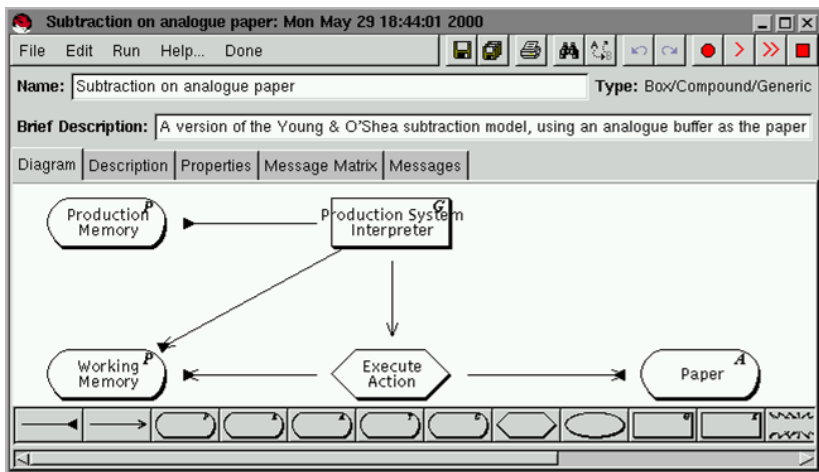 Subtraction on analogue paper: Mon May 29 18:44:01 2000
File Edit Run Help... Done
Name: Subtraction on analogue paper Type: Box/Compound/Generic
Brief Description: A version of the Young & O'Shea subtraction model, using an analogue buffer as the paper
Diagram Description Properties Message Matrix Messages
P
Production
Memory
G
Production System
Interpreter
P
Working
Memory
Execute
Action
A
Paper